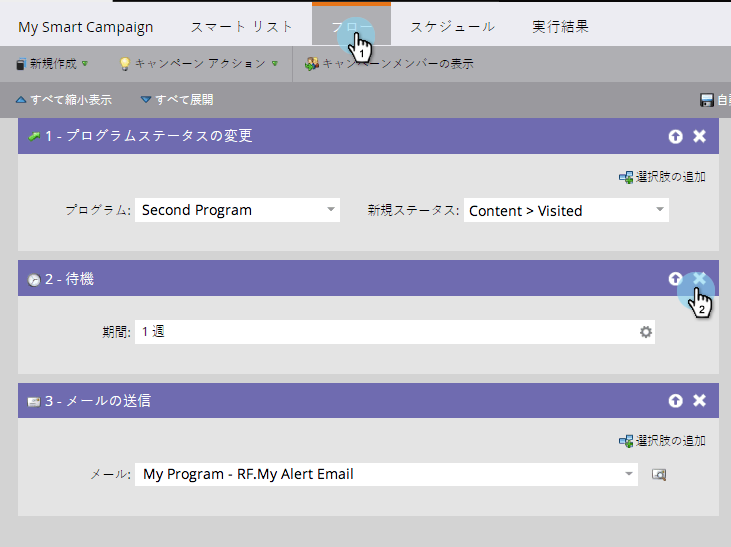 My Smart Campaign スマート リスト フロー スケジュール 実行結果
1
新規作成 キャンペーン アクション キャンペーンメンバーの表示
すべて縮小表示 すべて展開 自
1 - プログラムステータスの変更
選択肢の追加
プログラム: Second Program 新規ステータス: Content > Visited
2 - 待機
2
期間: 1 週
3 - メールの送信
選択肢の追加
メール: My Program - RF.My Alert Email